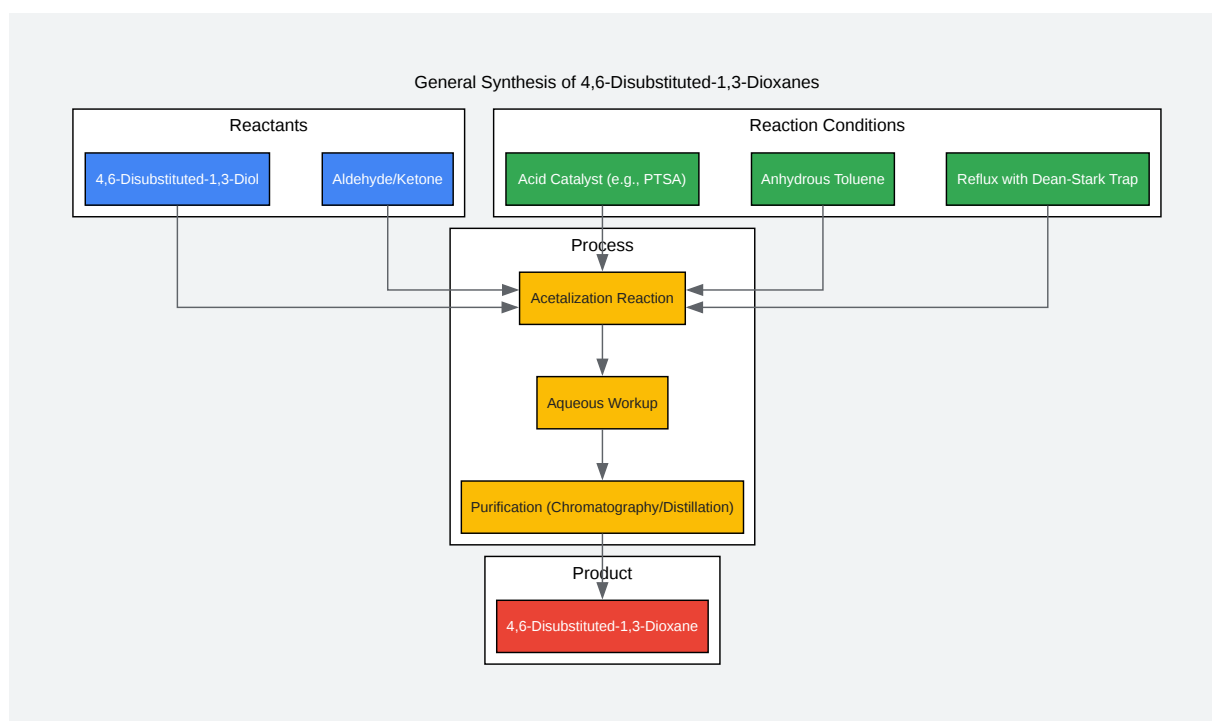 General Synthesis of 4,6-Disubstituted-1,3-Dioxanes
Reactants
4,6-Disubstituted-1,3-Diol
Aldehyde/Ketone
Reaction Conditions
Acid Catalyst (e.g., PTSA)
Anhydrous Toluene
Reflux with Dean-Stark Trap
Process
Acetalization Reaction
Aqueous Workup
Purification (Chromatography/Distillation)
Product
4,6-Disubstituted-1,3-Dioxane